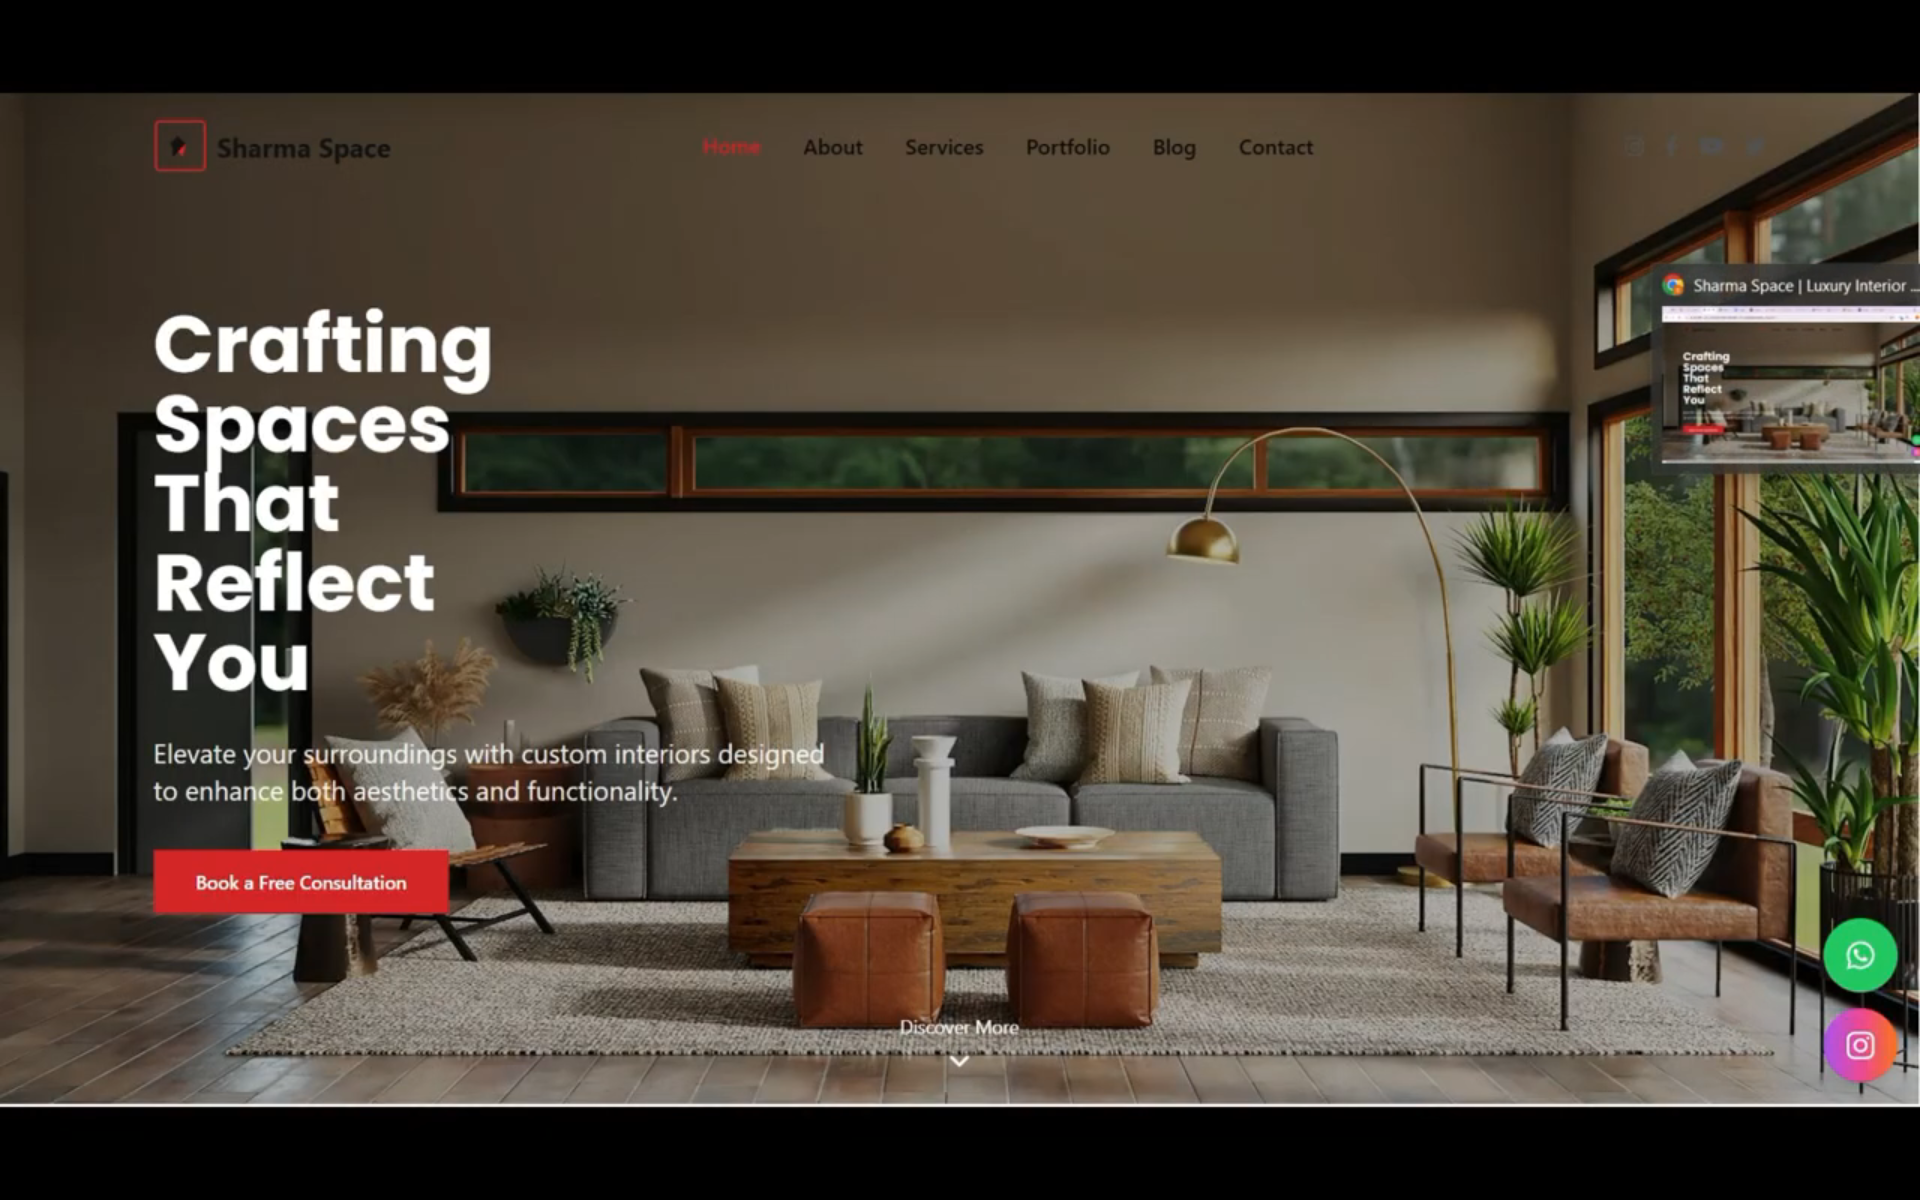 Sharma Space
Home About Services Portfolio Blog Contact
Sharma Space | Luxury Interior ...
Crafting
Spaces
That
Reflect
You
Crafting
Spaces
That
Reflect
You
Elevate your surroundings with custom interiors designed
to enhance both aesthetics and functionality.
Book a Free Consultation
Discover More